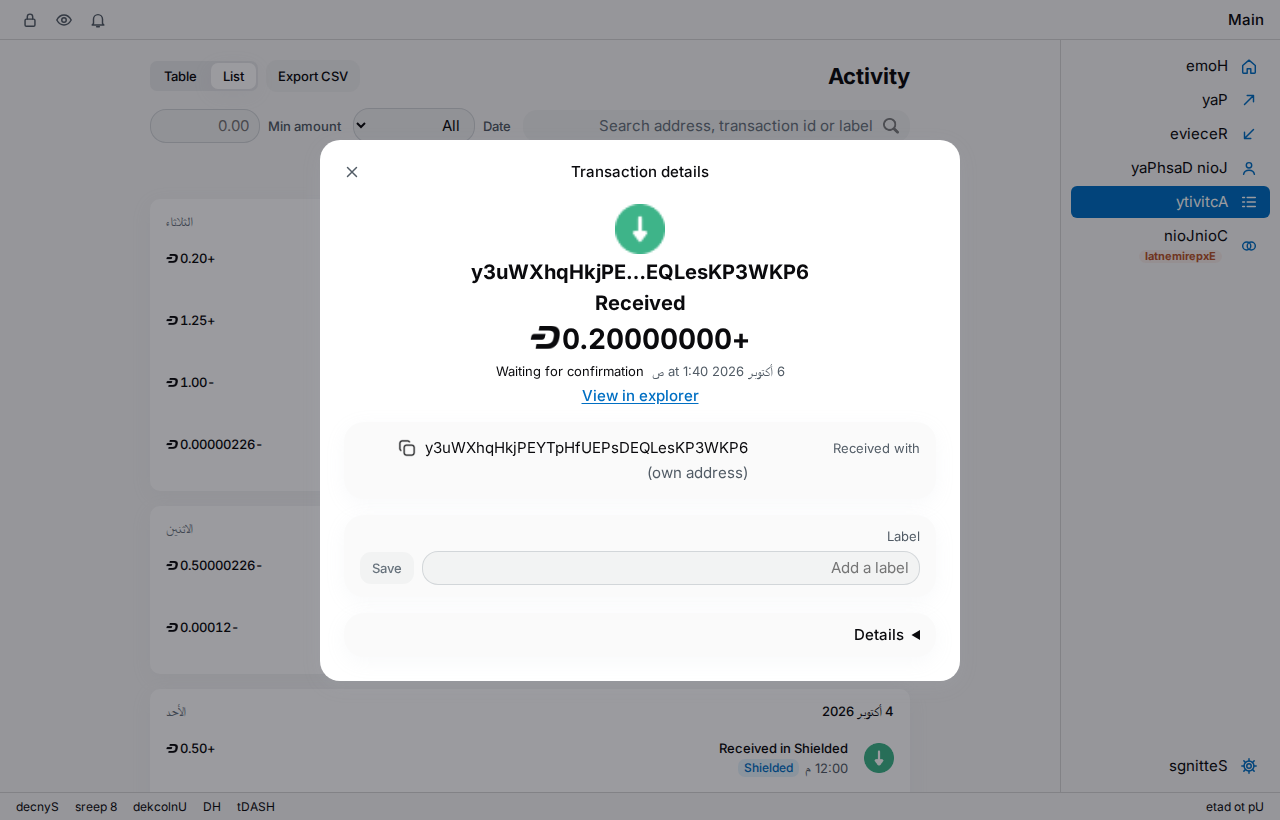 Main
Home
yaP
Reeceived
yaPhsaD nioJ
ytivitcA
nioJnioC
latnemirepxE
sgnitteS
Activity
List
Table
Export CSV
Search address, transaction id or label
Date
All
Min amount
0.00
الثلاثاء
0.20+
1.25+
1.00-
0.00000226-
الاثنين
0.50000226-
0.00012-
4 أكتوبر 2026
الأحد
Received in Shielded
0.50+
12:00 م
Shielded
Transaction details
y3uWXhqHkjPE...EQLesKP3WKP6
Received
0.20000000+
6 أكتوبر 2026 at 1:40 ص
Waiting for confirmation
View in explorer
Received with
y3uWXhqHkjPEYTpHfUEPsDEQLesKP3WKP6
(own address)
Label
Add a label
Save
Details
etad ot pU
tDASH
DH
dekcolnU
sreep 8
decnyS